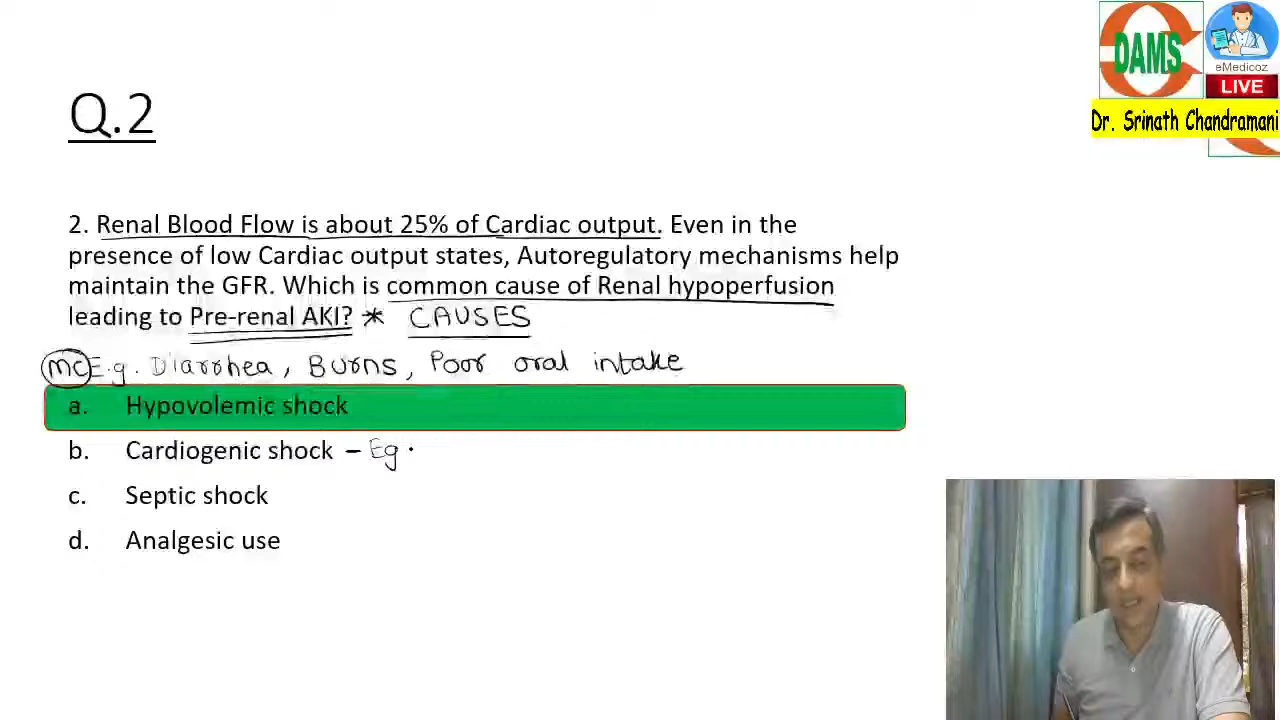 DAMS
eMedicoz
LIVE
Dr. Srinath Chandramani
Q.2
2. Renal Blood Flow is about 25% of Cardiac output. Even in the
presence of low Cardiac output states, Autoregulatory mechanisms help
maintain the GFR. Which is common cause of Renal hypoperfusion
leading to Pre-renal AKI? * CAUSES
MC E.g. Diarrhea, Burns, Poor oral intake
a. Hypovolemic shock
b. Cardiogenic shock – Eg.
c. Septic shock
d. Analgesic use